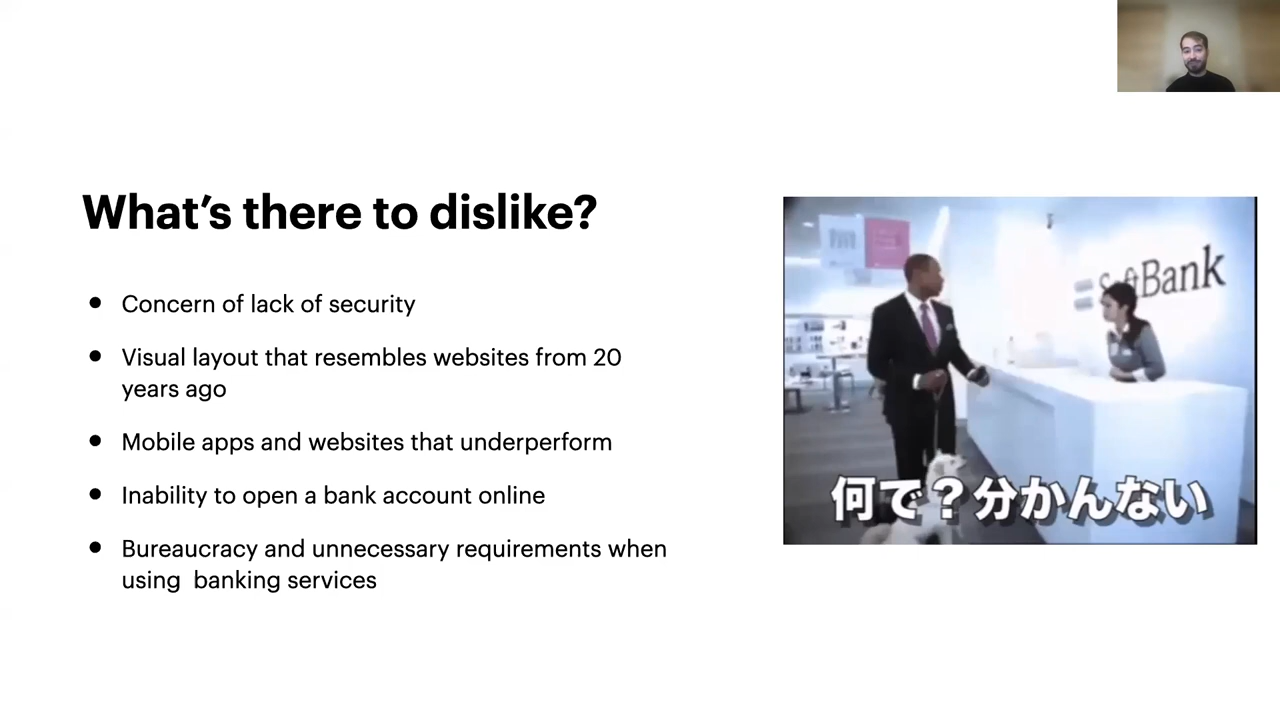 What's there to dislike?
● Concern of lack of security
● Visual layout that resembles websites from 20
years ago
● Mobile apps and websites that underperform
● Inability to open a bank account online
● Bureaucracy and unnecessary requirements when
using  banking services
SoftBank
何で？分かんない